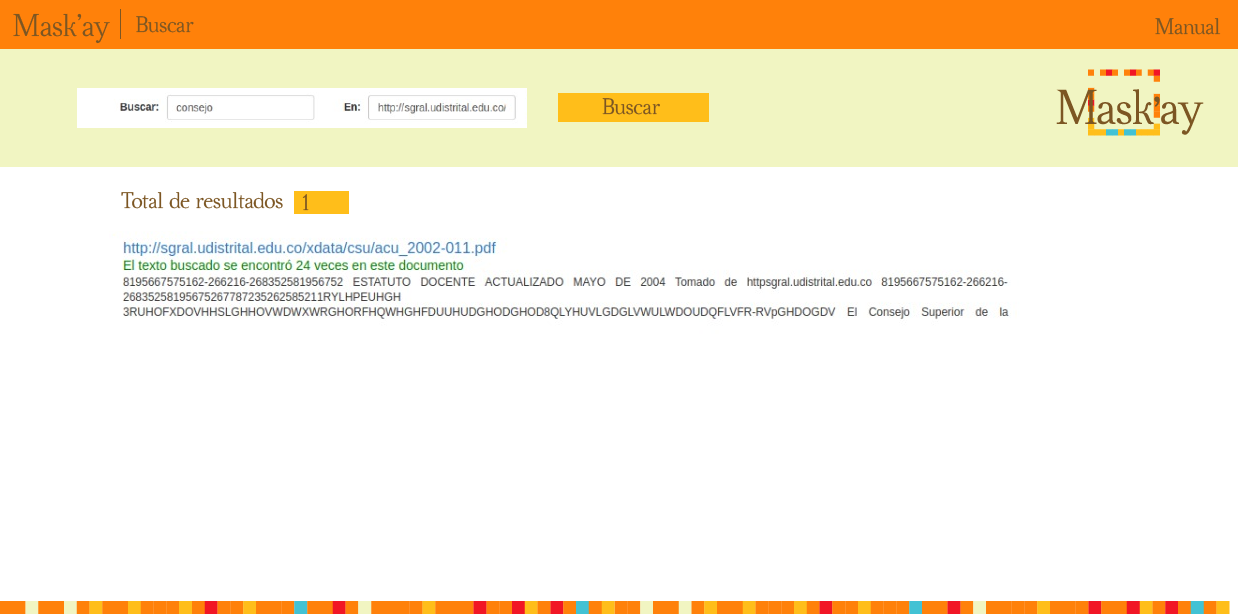 Mask'ay Buscar Manual
Buscar: consejo En: http://sgral.udistrital.edu.co/ Buscar
Mask'ay
Total de resultados 1
http://sgral.udistrital.edu.co/xdata/csu/acu_2002-011.pdf
El texto buscado se encontró 24 veces en este documento
8195667575162-266216-268352581956752 ESTATUTO DOCENTE ACTUALIZADO MAYO DE 2004 Tomado de httpsgral.udistrital.edu.co 8195667575162-266216-
26835258195675267787235262585211RYLHPEUHGH
3RUHOFXDOVHHSLGHHOVWDWXWRGHORFHQWHGHFDUUHUDGHODGHOD8QLYHUVLGDGLVWULWDOUDQFLVFR-RVpGHDOGDV El Consejo Superior de la